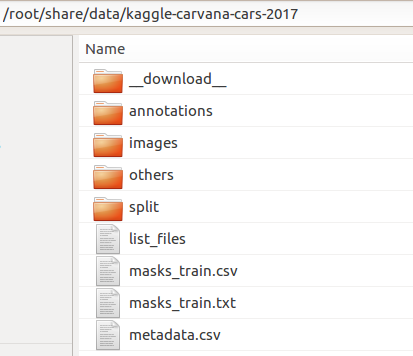 /root/share/data/kaggle-carvana-cars-2017
Name
__download__
annotations
images
others
split
list_files
masks_train.csv
masks_train.txt
metadata.csv